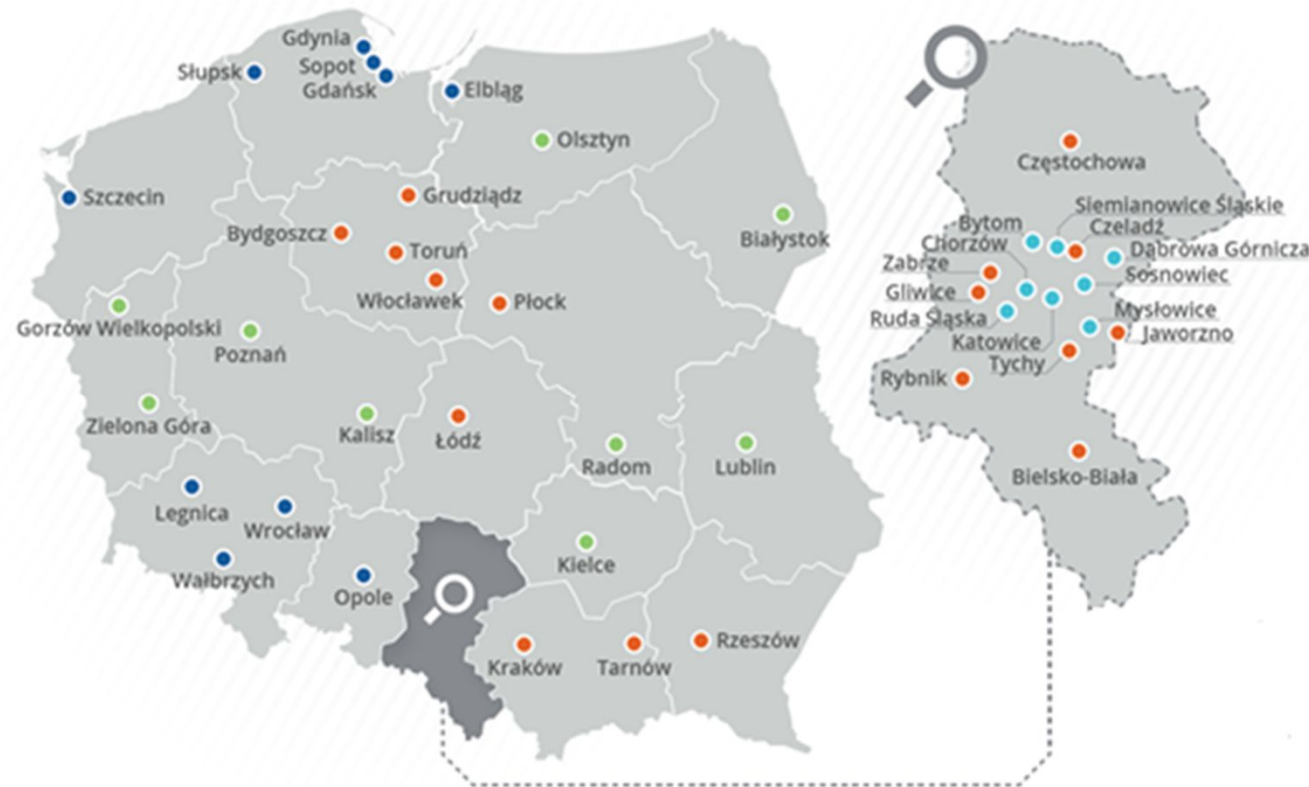 Gdynia
Słupsk
Sopot
Gdańsk
Elbląg
Olsztyn
Szczecin
Grudziądz
Bydgoszcz
Białystok
Toruń
Włocławek
Płock
Gorzów Wielkopolski
Poznań
Zielona Góra
Kalisz
Łódź
Radom
Lublin
Legnica
Wrocław
Kielce
Wałbrzych
Opole
Kraków
Tarnów
Rzeszów
Częstochowa
Siemianowice Śląskie
Bytom
Czeladź
Chorzów
Dąbrowa Górnicza
Zabrze
Sosnowiec
Gliwice
Mysłowice
Ruda Śląska
Jaworzno
Katowice
Tychy
Rybnik
Bielsko-Biała